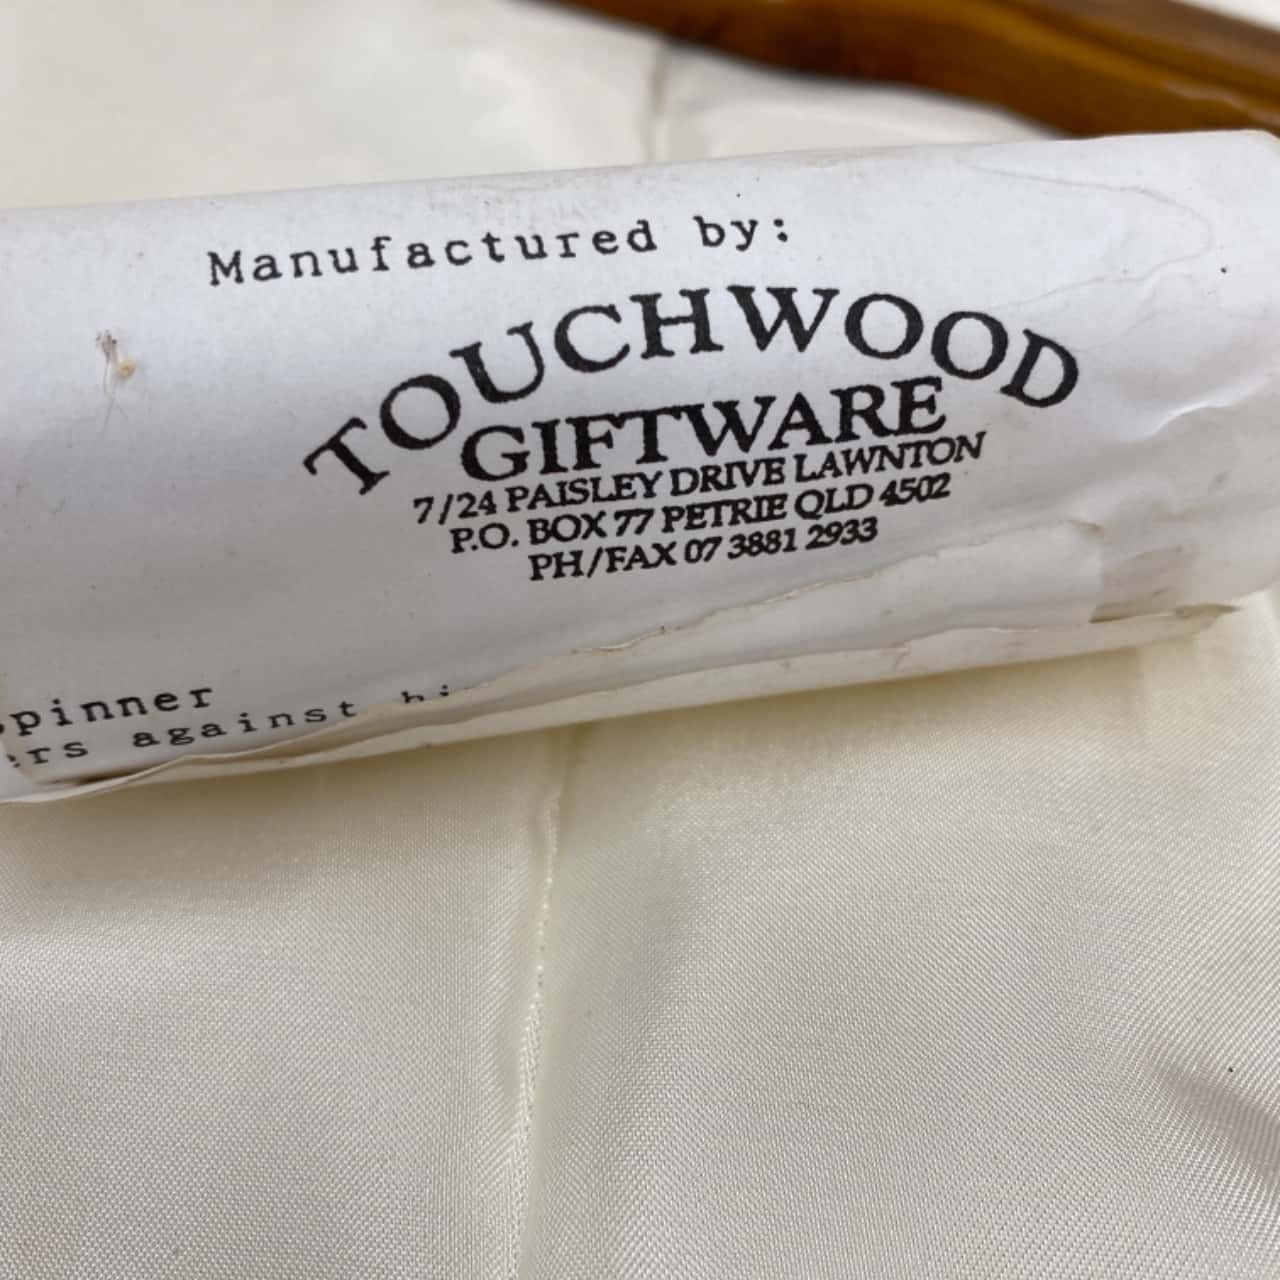 Manufactured by:
TOUCHWOOD
GIFTWARE
7/24 PAISLEY DRIVE LAWNTON
P.O. BOX 77 PETRIE QLD 4502
PH/FAX 07 3881 2933
pinner
ers against